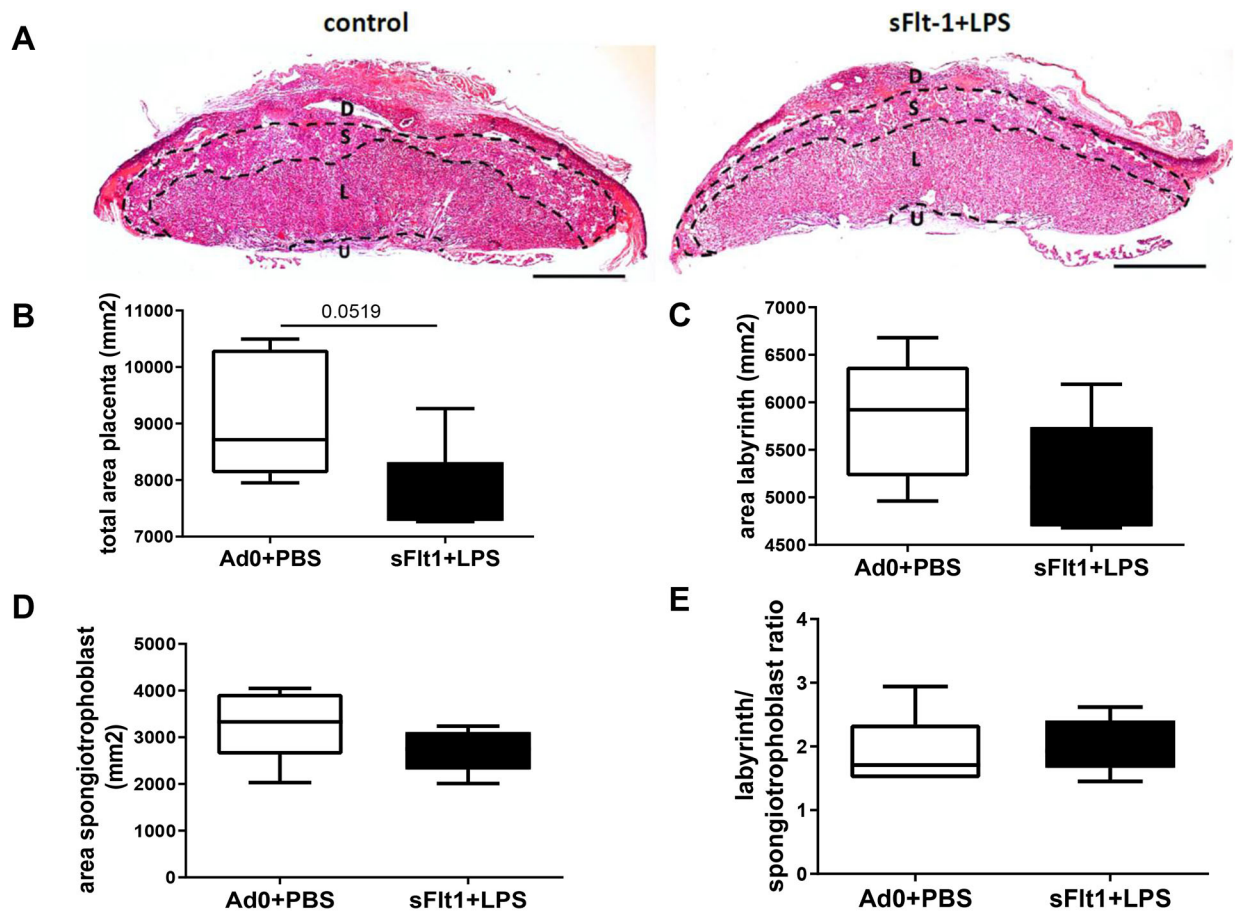 A
control
sFlt-1+LPS
D
S
L
U
D
S
L
U
B
total area placenta (mm2)
11000
10000
9000
8000
7000
0.0519
Ad0+PBS
sFlt1+LPS
C
area labyrinth (mm2)
7000
6500
6000
5500
5000
4500
Ad0+PBS
sFlt1+LPS
D
area spongiotrophoblast
(mm2)
5000
4000
3000
2000
1000
0
Ad0+PBS
sFlt1+LPS
E
labyrinth/
spongiotrophoblast ratio
4
3
2
1
0
Ad0+PBS
sFlt1+LPS